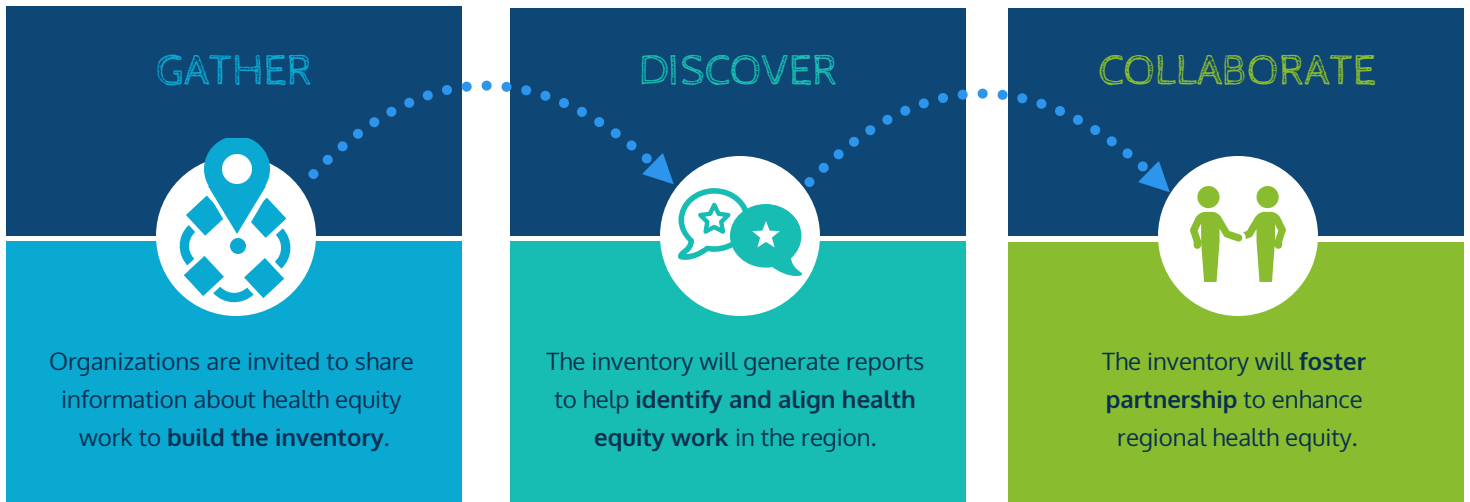 GATHER
Organizations are invited to share
information about health equity
work to build the inventory.
DISCOVER
The inventory will generate reports
to help identify and align health
equity work in the region.
COLLABORATE
The inventory will foster
partnership to enhance
regional health equity.